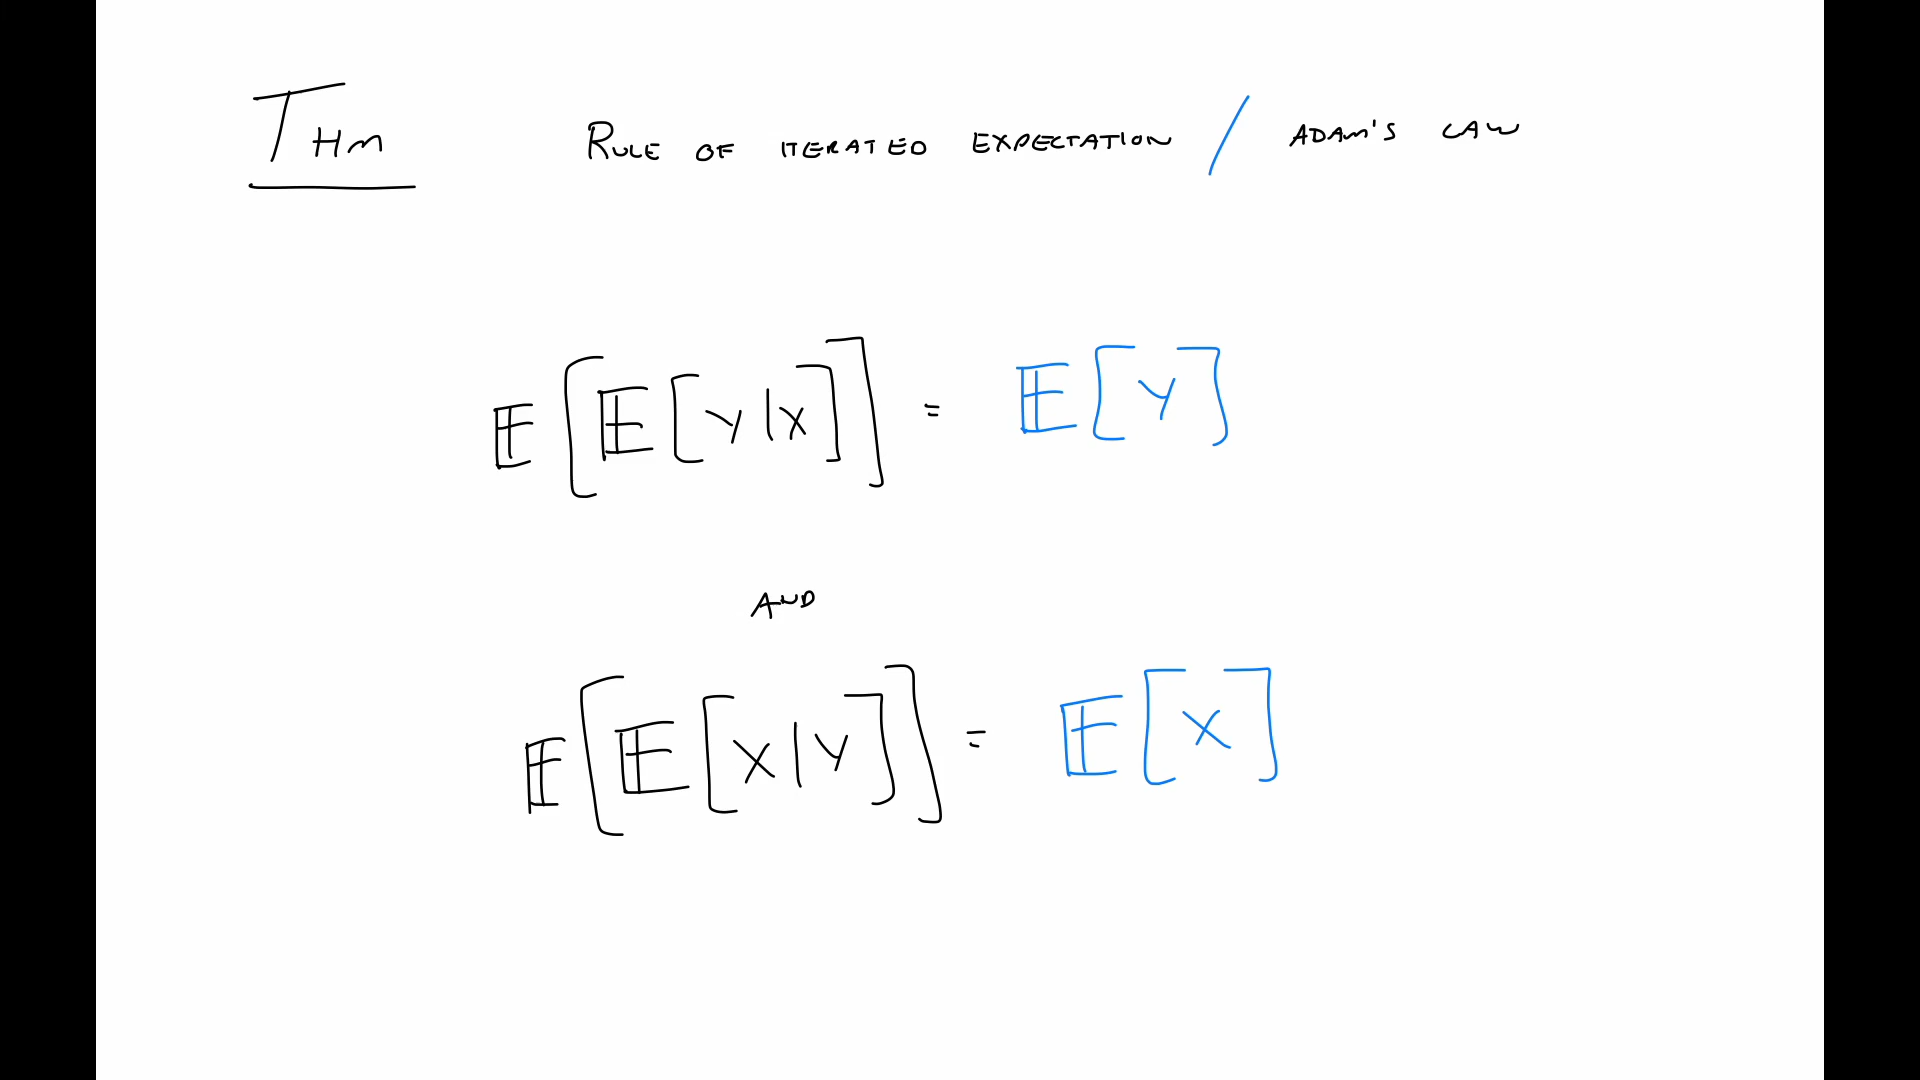 THM RULE OF ITERATED EXPECTATION / ADAM'S LAW
𝔼[𝔼[Y|X]] = 𝔼[Y]
AND
𝔼[𝔼[X|Y]] = 𝔼[X]